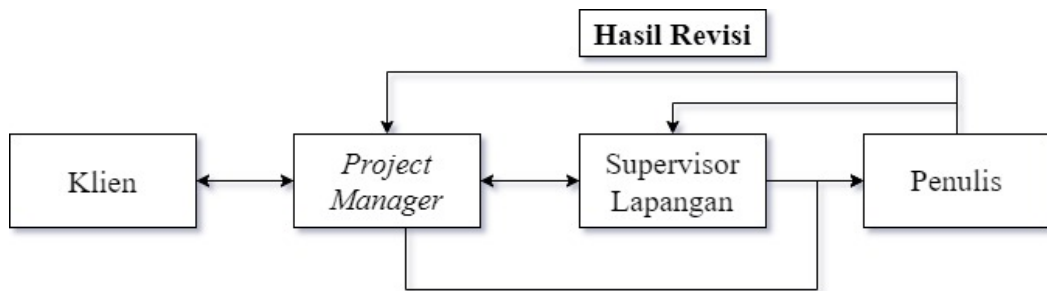 Hasil Revisi
Klien
Project
Manager
Supervisor
Lapangan
Penulis